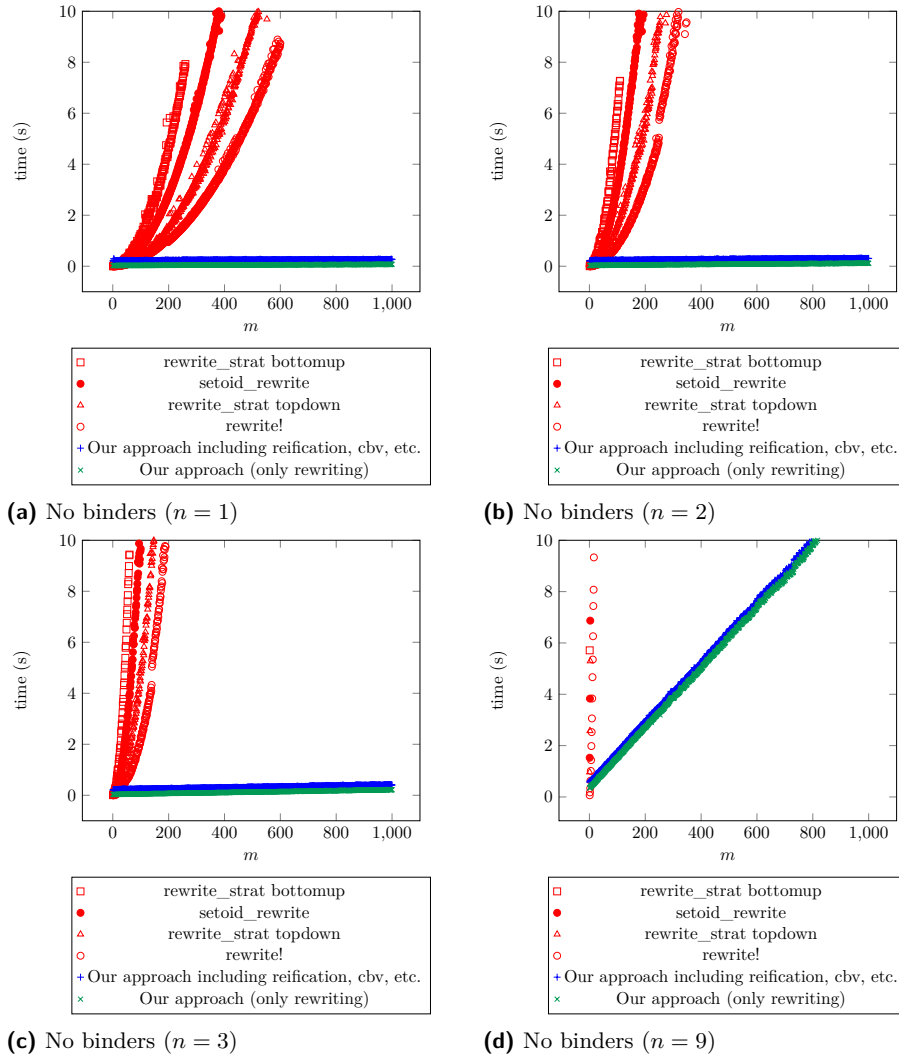 10
8
6
4
2
0
time (s)
0 200 400 600 800 1,000
m
rewrite_strat bottomup
setoid_rewrite
rewrite_strat topdown
rewrite!
Our approach including reification, cbv, etc.
Our approach (only rewriting)
(a) No binders (n = 1)
10
8
6
4
2
0
time (s)
0 200 400 600 800 1,000
m
rewrite_strat bottomup
setoid_rewrite
rewrite_strat topdown
rewrite!
Our approach including reification, cbv, etc.
Our approach (only rewriting)
(b) No binders (n = 2)
10
8
6
4
2
0
time (s)
0 200 400 600 800 1,000
m
rewrite_strat bottomup
setoid_rewrite
rewrite_strat topdown
rewrite!
Our approach including reification, cbv, etc.
Our approach (only rewriting)
(c) No binders (n = 3)
10
8
6
4
2
0
time (s)
0 200 400 600 800 1,000
m
rewrite_strat bottomup
setoid_rewrite
rewrite_strat topdown
rewrite!
Our approach including reification, cbv, etc.
Our approach (only rewriting)
(d) No binders (n = 9)